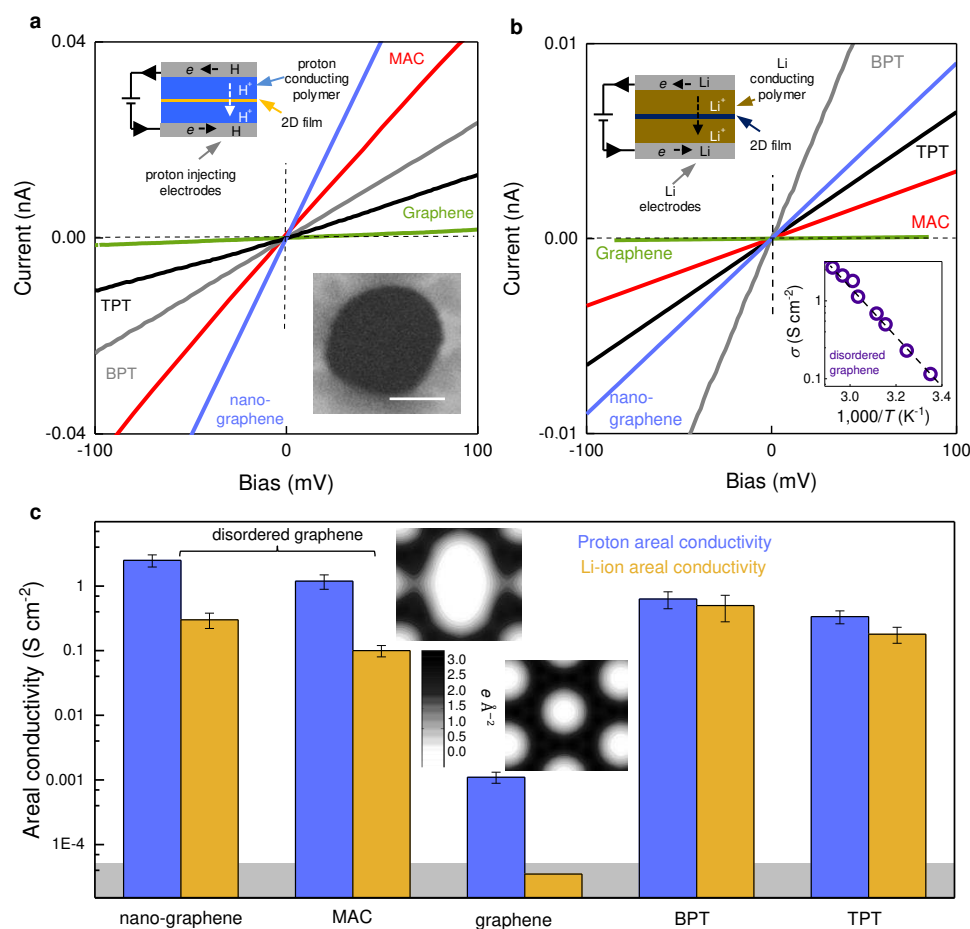 a
0.04
0.00
-0.04
Current (nA)
-100
0
100
Bias (mV)
e
H
H⁺
H⁺
e
H
proton
conducting
polymer
2D film
proton injecting
electrodes
MAC
Graphene
TPT
BPT
nano-
graphene
b
0.01
0.00
-0.01
Current (nA)
-100
0
100
Bias (mV)
e
Li
Li⁺
Li⁺
e
Li
Li
conducting
polymer
2D film
Li
electrodes
BPT
TPT
MAC
Graphene
nano-
graphene
σ (S cm⁻²)
1
0.1
disordered
graphene
3.0
3.2
3.4
1,000/T (K⁻¹)
c
disordered graphene
Proton areal conductivity
Li-ion areal conductivity
Areal conductivity (S cm⁻²)
1
0.1
0.01
0.001
1E-4
3.0
2.5
2.0
1.5
1.0
0.5
0.0
e Å⁻²
nano-graphene
MAC
graphene
BPT
TPT